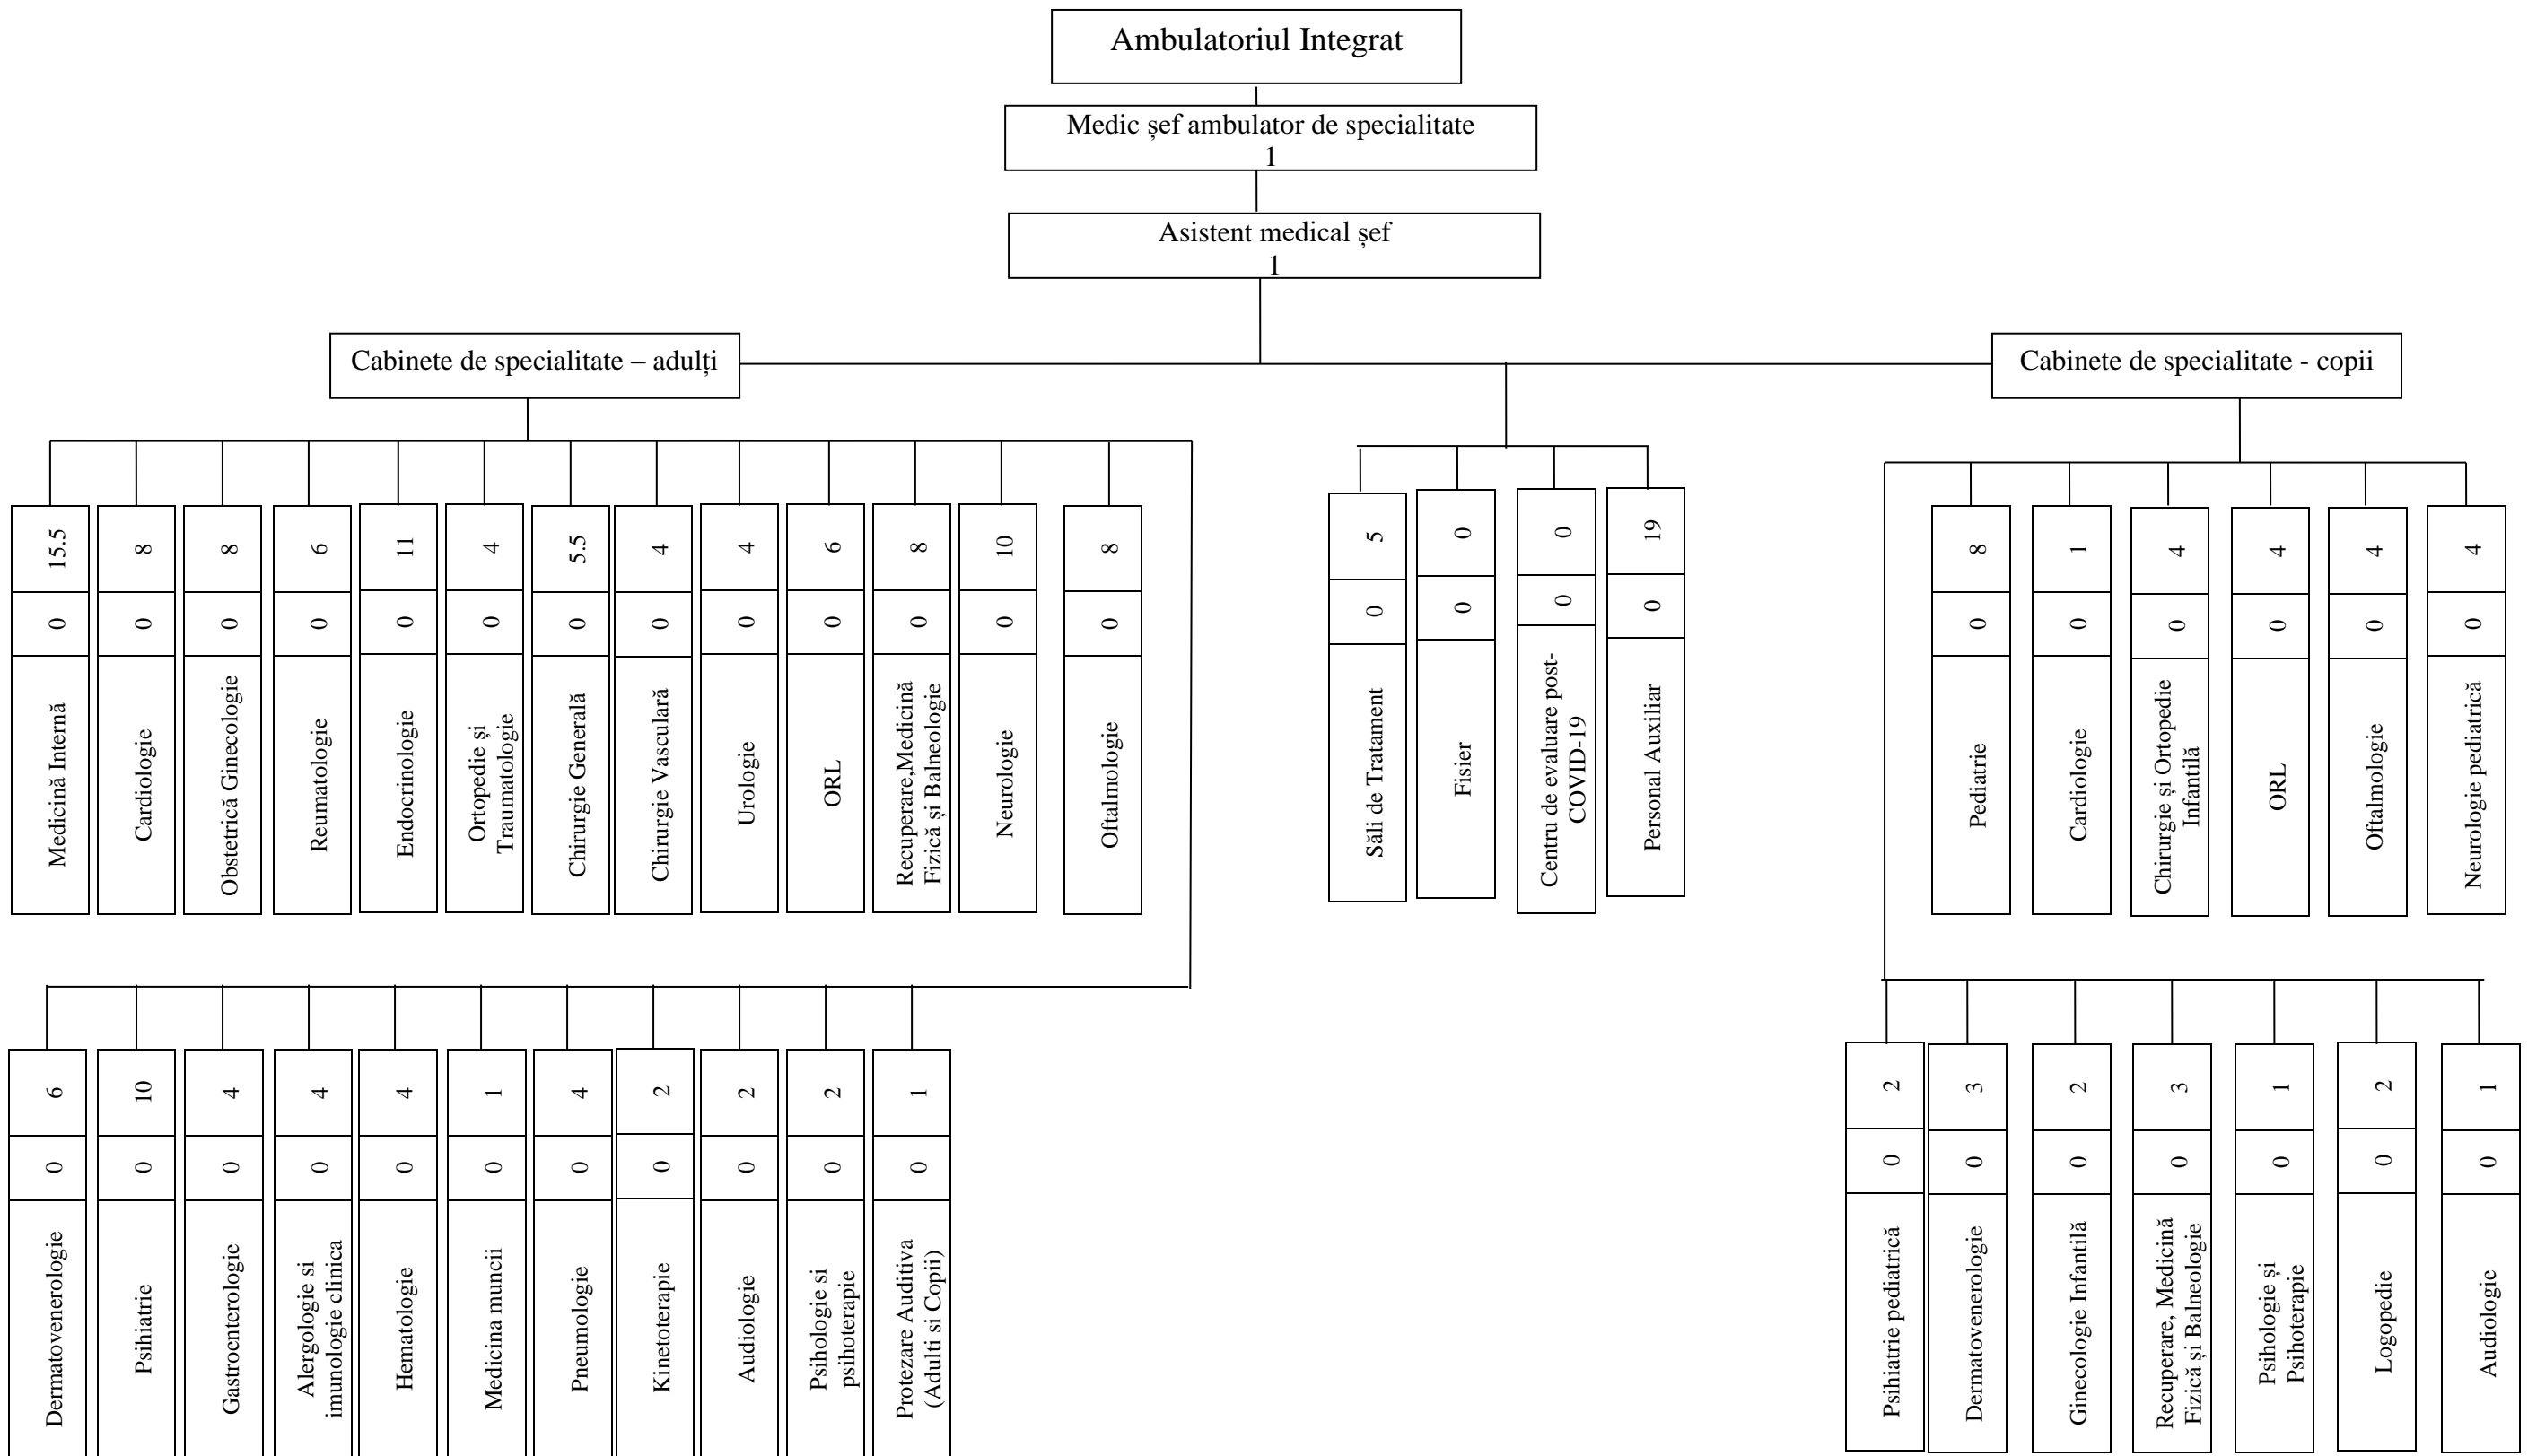 Ambulatoriul Integrat
Medic șef ambulator de specialitate
1
Asistent medical șef
1
Cabinete de specialitate – adulți
Cabinete de specialitate - copii
15.5
0
Medicină Internă
8
0
Cardiologie
8
0
Obstetrică Ginecologie
6
0
Reumatologie
11
0
Endocrinologie
4
0
Ortopedie și
Traumatologie
5.5
0
Chirurgie Generală
4
0
Chirurgie Vasculară
4
0
Urologie
6
0
ORL
8
0
Recuperare,Medicină
Fizică și Balneologie
10
0
Neurologie
8
0
Oftalmologie
5
0
Săli de Tratament
0
0
Fisier
0
0
Centru de evaluare post-
COVID-19
19
0
Personal Auxiliar
8
0
Pediatrie
1
0
Cardiologie
4
0
Chirurgie și Ortopedie
Infantilă
4
0
ORL
4
0
Oftalmologie
4
0
Neurologie pediatrică
6
0
Dermatovenerologie
10
0
Psihiatrie
4
0
Gastroenterologie
4
0
Alergologie si
imunologie clinica
4
0
Hematologie
1
0
Medicina muncii
4
0
Pneumologie
2
0
Kinetoterapie
2
0
Audiologie
2
0
Psihologie si
psihoterapie
1
0
Protezare Auditiva
(Adulti si Copii)
2
0
Psihiatrie pediatrică
3
0
Dermatovenerologie
2
0
Ginecologie Infantilă
3
0
Recuperare, Medicină
Fizică și Balneologie
1
0
Psihologie și
Psihoterapie
2
0
Logopedie
1
0
Audiologie